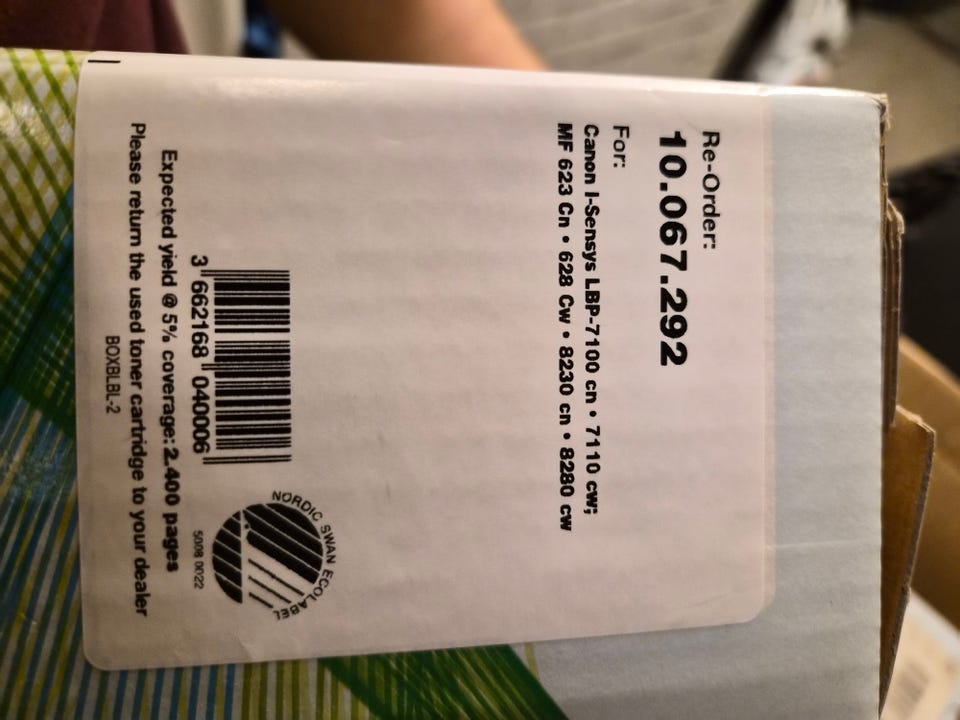 Re-Order:
10.067.292
For:
Canon I-Sensys LBP-7100 cn • 7110 cw;
MF 623 Cn • 628 Cw • 8230 cn • 8280 cw
NORDIC SWAN ECOLABEL
5008 0022
3 662168 040006
Expected yield @ 5% coverage: 2.400 pages
Please return the used toner cartridge to your dealer
BOXBLBL-2